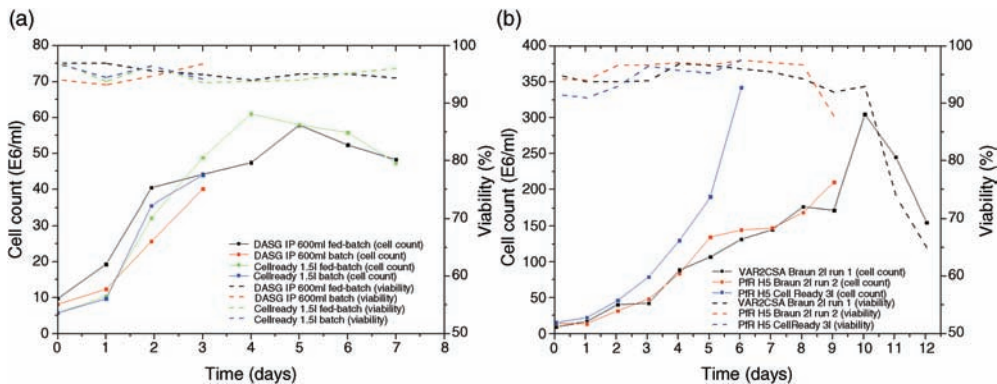 (a)
80
70
60
50
40
30
20
10
0
Cell count (E6/ml)
100
90
80
70
60
50
Viability (%)
0 1 2 3 4 5 6 7 8
Time (days)
DASG IP 600ml fed-batch (cell count)
DASG IP 600ml batch (cell count)
Cellready 1.5l fed-batch (cell count)
Cellready 1.5l batch (cell count)
DASG IP 600ml fed-batch (viability)
DASG IP 600ml batch (viability)
Cellready 1.5l fed-batch (viability)
Cellready 1.5l batch (viability)
(b)
400
350
300
250
200
150
100
50
0
Cell count (E6/ml)
100
90
80
70
60
50
Viability (%)
0 1 2 3 4 5 6 7 8 9 10 11 12
Time (days)
VAR2CSA Braun 2l run 1 (cell count)
PfR H5 Braun 2l run 2 (cell count)
PfR H5 Cell Ready 3l (cell count)
VAR2CSA Braun 2l run 1 (viability)
PfR H5 Braun 2l run 2 (viability)
PfR H5 CellReady 3l (viability)